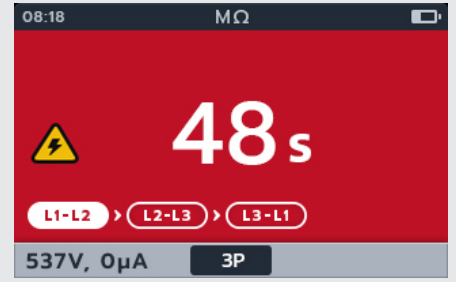 08:18 MΩ
48 s
L1-L2 › L2-L3 › L3-L1
537V, 0µA 3P